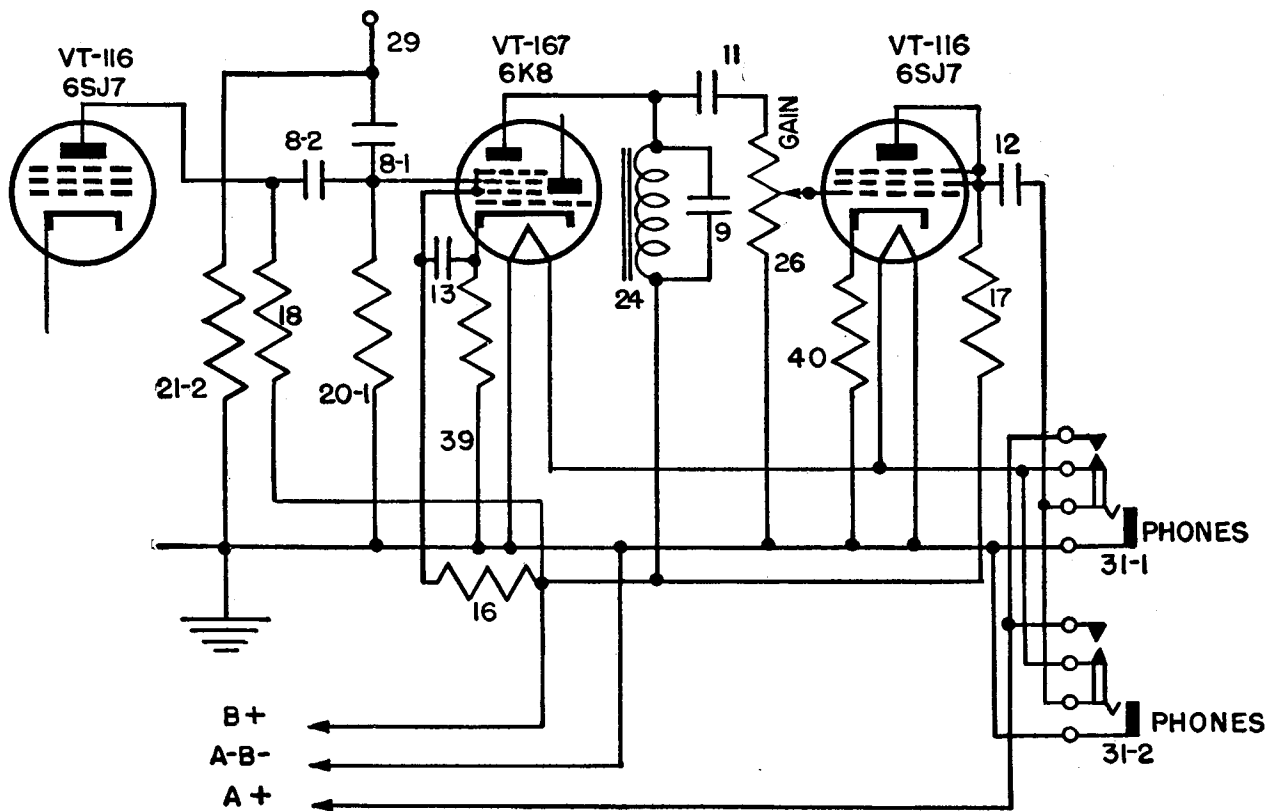 VT-116
6SJ7
29
VT-167
6K8
11
VT-116
6SJ7
GAIN
8-2
8-1
12
9
26
13
24
18
17
21-2
20-1
40
39
PHONES
31-1
16
B+
A-B-
A+
PHONES
31-2